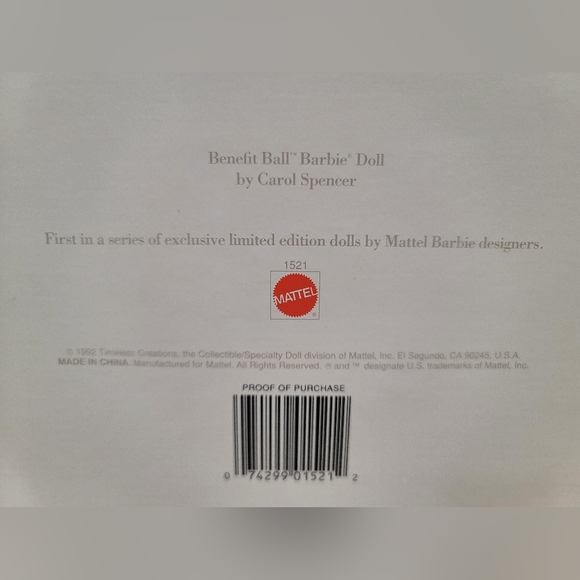 Benefit Ball™ Barbie® Doll
by Carol Spencer
First in a series of exclusive limited edition dolls by Mattel Barbie designers.
1521
MATTEL
®
© 1992 Timeless Creations, the Collectible/Specialty Doll division of Mattel, Inc. El Segundo, CA 90245, U.S.A.
MADE IN CHINA. Manufactured for Mattel. All Rights Reserved. ® and ™ designate U.S. trademarks of Mattel, Inc.
PROOF OF PURCHASE
0 74299 01521 2